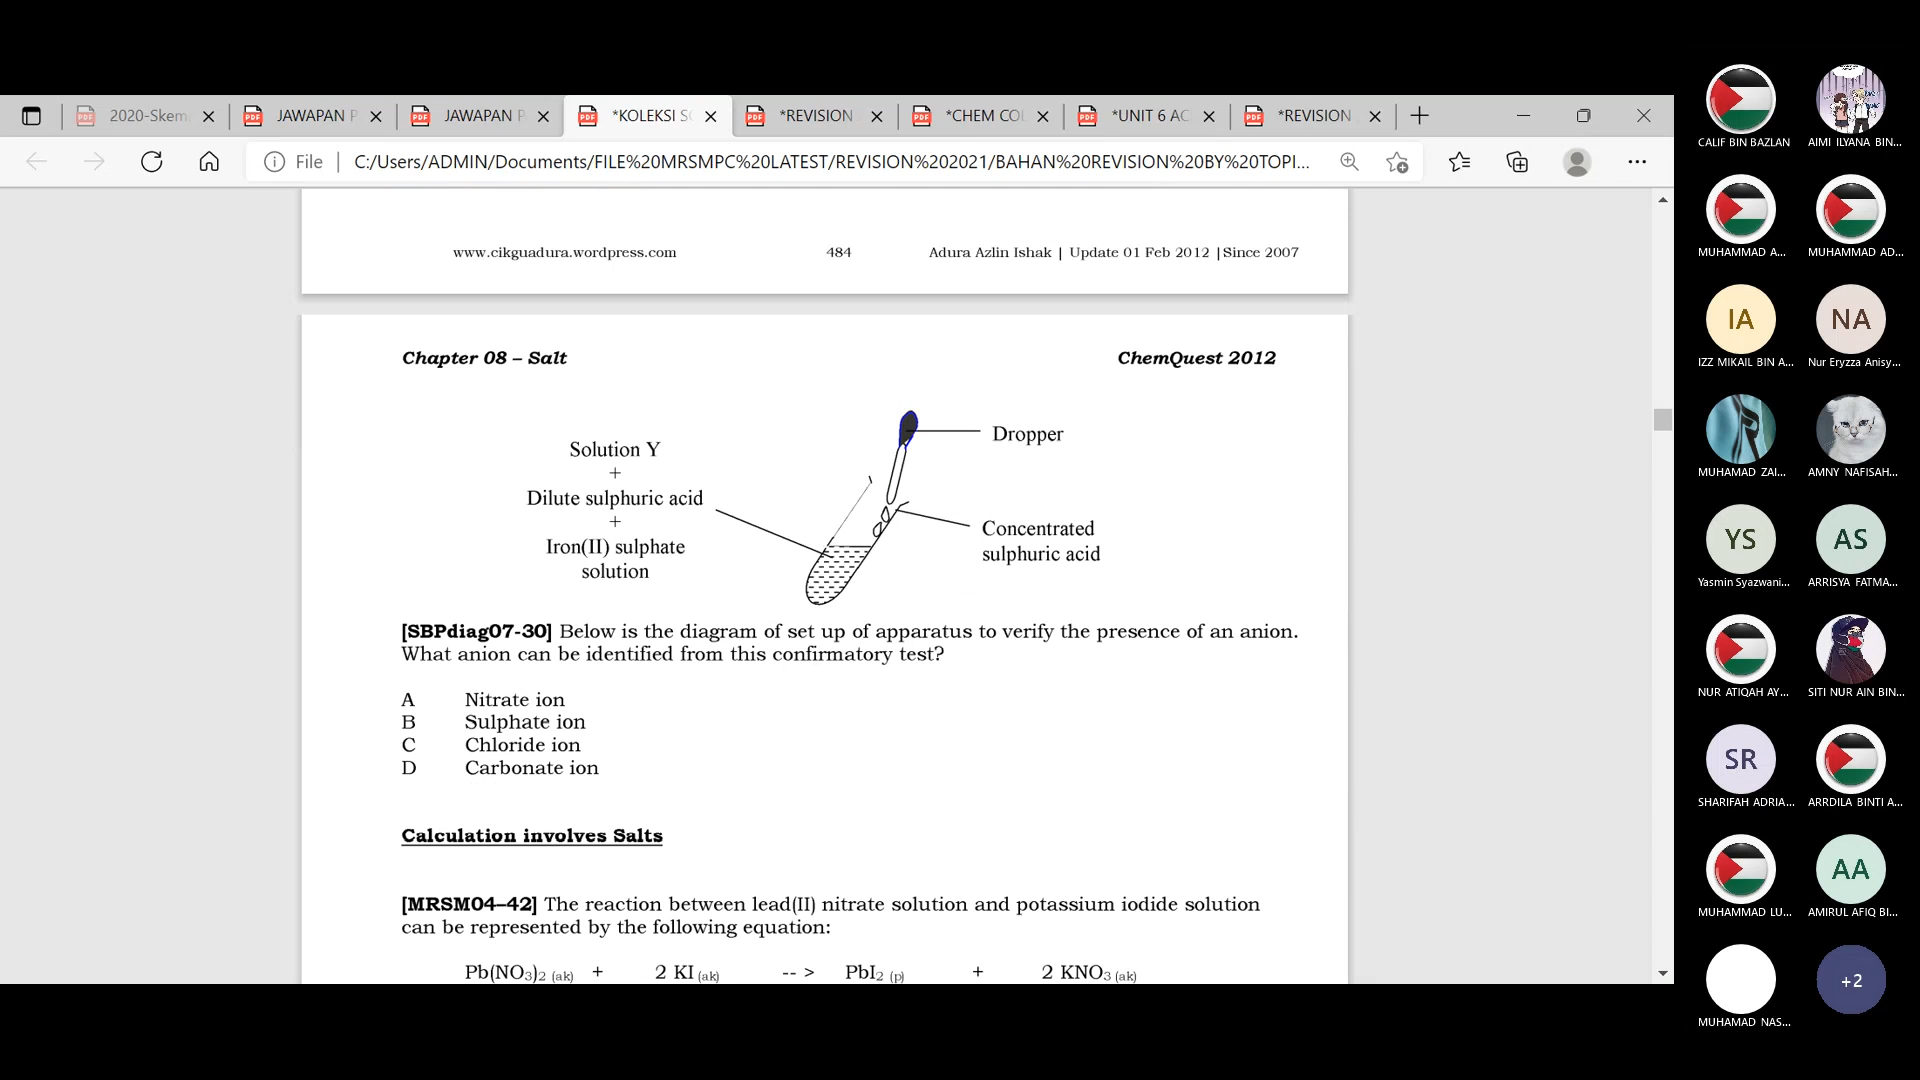 2020-Skem
JAWAPAN P
JAWAPAN P
*KOLEKSI S
*REVISION
*CHEM COL
*UNIT 6 AC
*REVISION
File
C:/Users/ADMIN/Documents/FILE%20MRSMPC%20LATEST/REVISION%202021/BAHAN%20REVISION%20BY%20TOPI...
www.cikguadura.wordpress.com 484 Adura Azlin Ishak | Update 01 Feb 2012 |Since 2007
Chapter 08 – Salt ChemQuest 2012
Solution Y
+
Dilute sulphuric acid
+
Iron(II) sulphate
solution
Dropper
Concentrated
sulphuric acid
[SBPdiag07-30] Below is the diagram of set up of apparatus to verify the presence of an anion.
What anion can be identified from this confirmatory test?
A Nitrate ion
B Sulphate ion
C Chloride ion
D Carbonate ion
Calculation involves Salts
[MRSM04–42] The reaction between lead(II) nitrate solution and potassium iodide solution
can be represented by the following equation:
Pb(NO3)2 (ak) + 2 KI (ak) -- > PbI2 (p) + 2 KNO3 (ak)
CALIF BIN BAZLAN
AIMI ILYANA BIN...
MUHAMMAD A...
MUHAMMAD AD...
IA
NA
IZZ MIKAIL BIN A...
Nur Eryzza Anisy...
MUHAMAD ZAI...
AMNY NAFISAH...
YS
AS
Yasmin Syazwani...
ARRISYA FATMA...
NUR ATIQAH AY...
SITI NUR AIN BIN...
SR
SHARIFAH ADRIA...
ARRDILA BINTI A...
AA
MUHAMMAD LU...
AMIRUL AFIQ BI...
+2
MUHAMAD NAS...